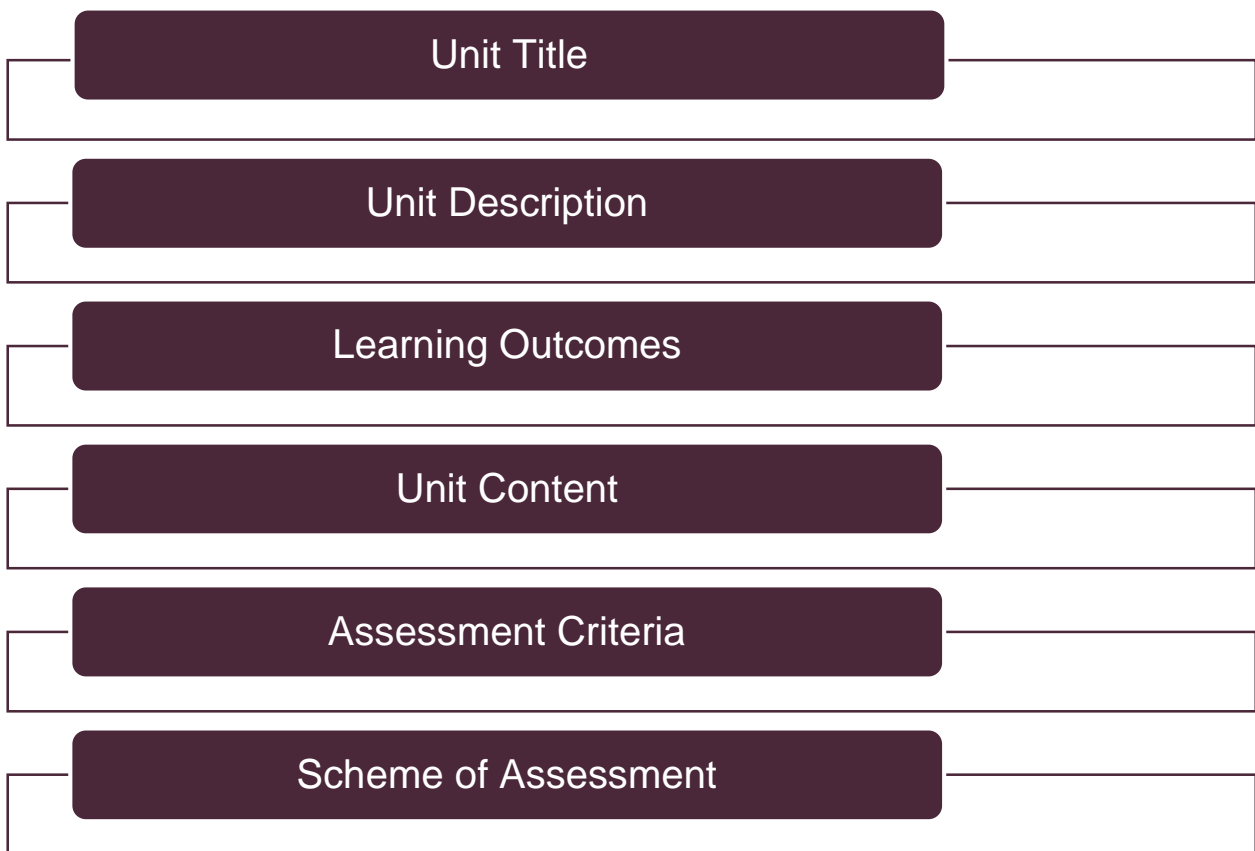 Unit Title
Unit Description
Learning Outcomes
Unit Content
Assessment Criteria
Scheme of Assessment